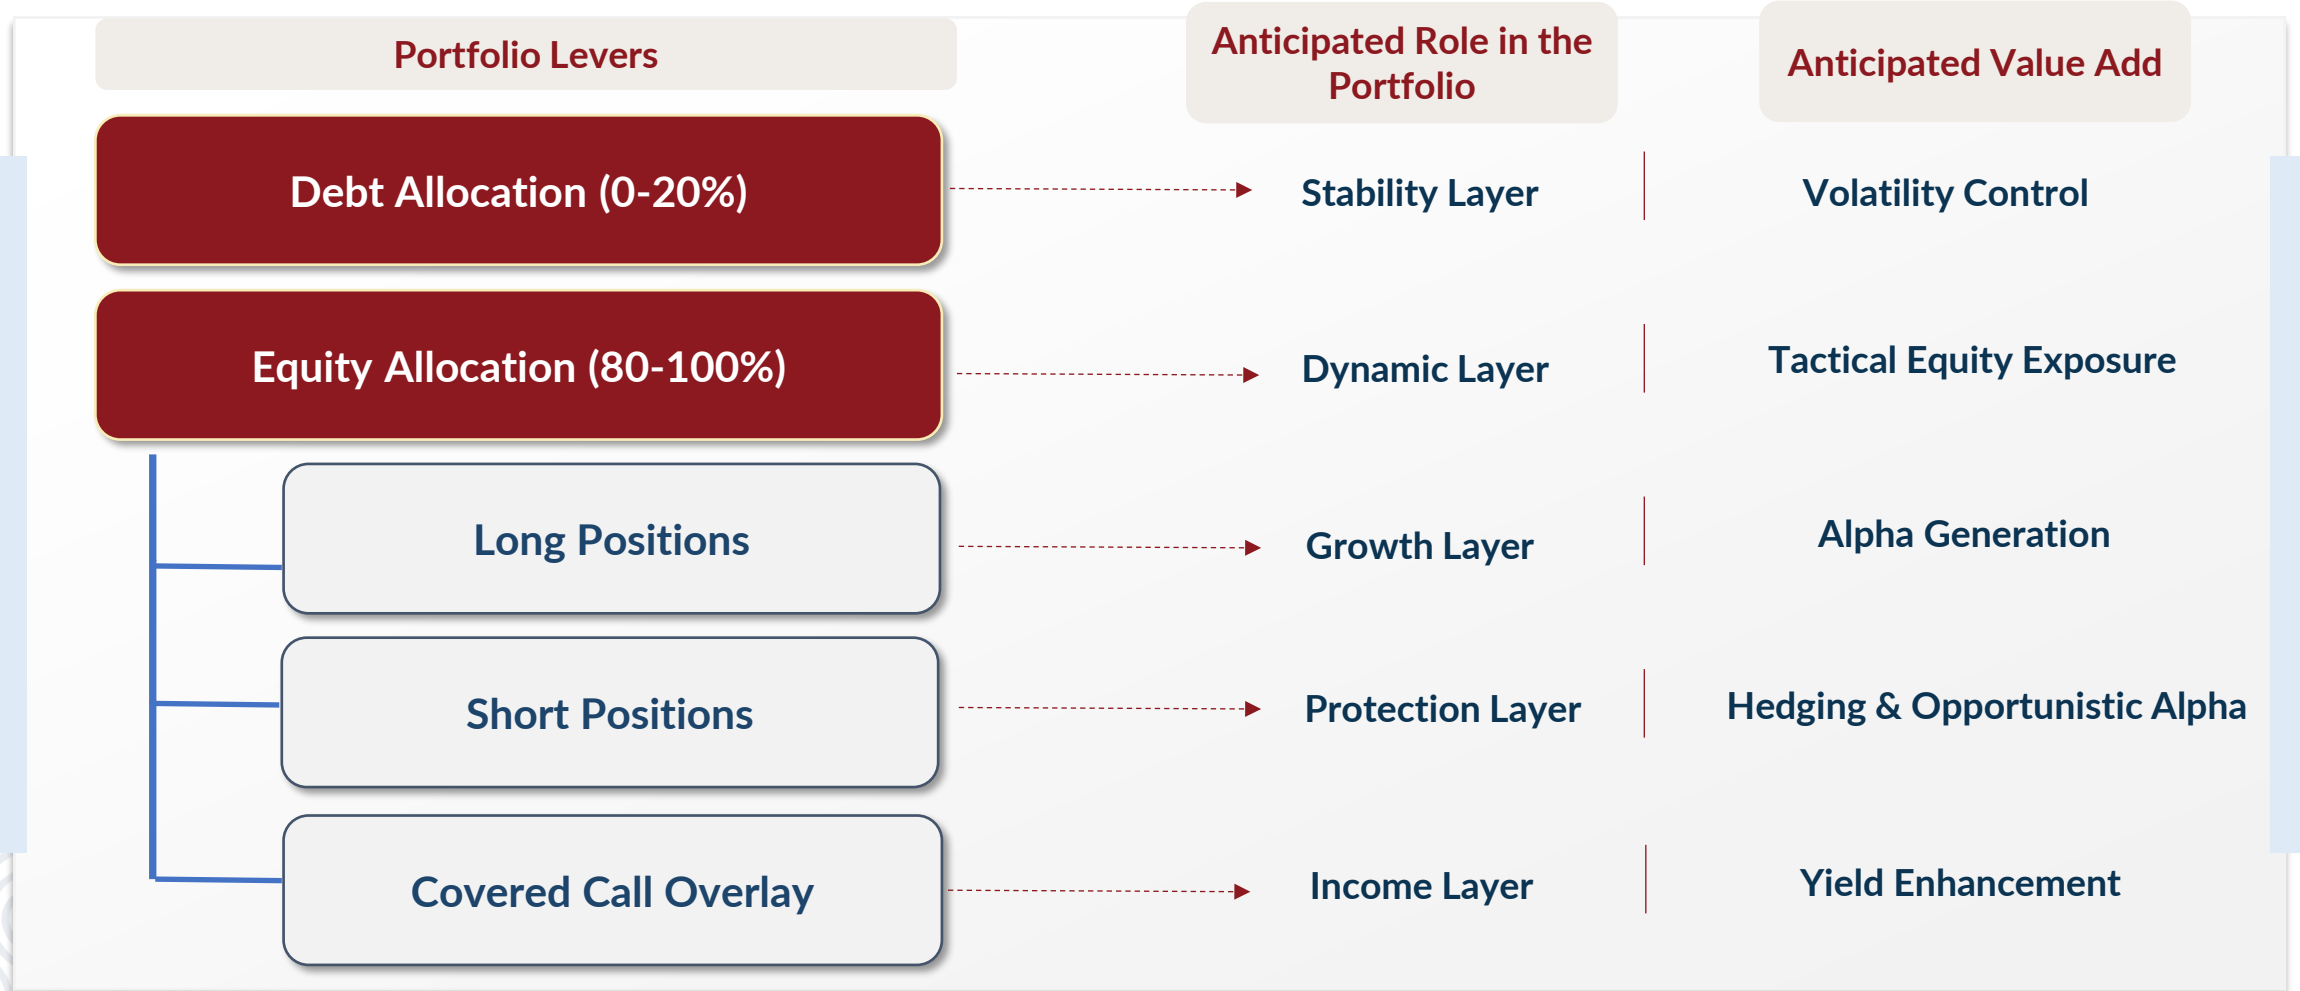 Portfolio Levers
Anticipated Role in the
Portfolio
Anticipated Value Add
Debt Allocation (0-20%)
Stability Layer
Volatility Control
Equity Allocation (80-100%)
Dynamic Layer
Tactical Equity Exposure
Long Positions
Growth Layer
Alpha Generation
Short Positions
Protection Layer
Hedging & Opportunistic Alpha
Covered Call Overlay
Income Layer
Yield Enhancement